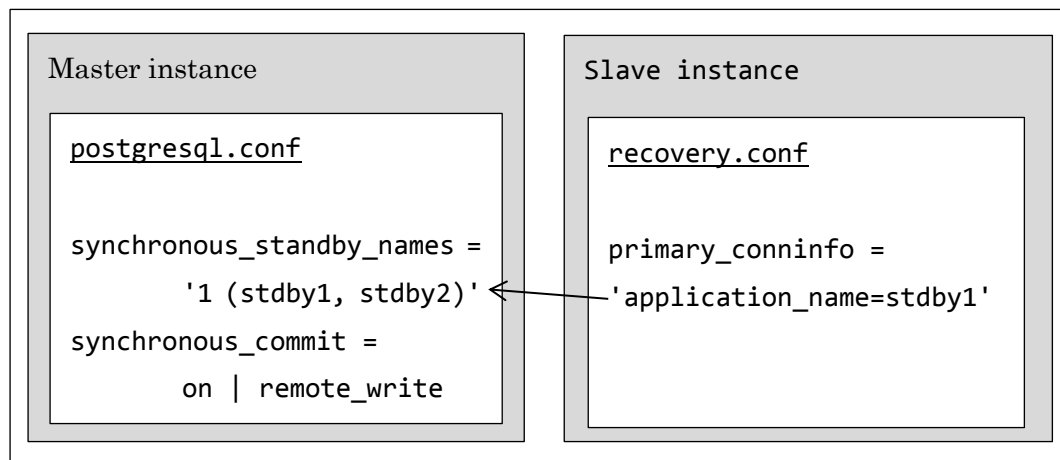 Master instance
postgresql.conf
synchronous_standby_names =
'1 (stdby1, stdby2)'
synchronous_commit =
on | remote_write
Slave instance
recovery.conf
primary_conninfo =
'application_name=stdby1'